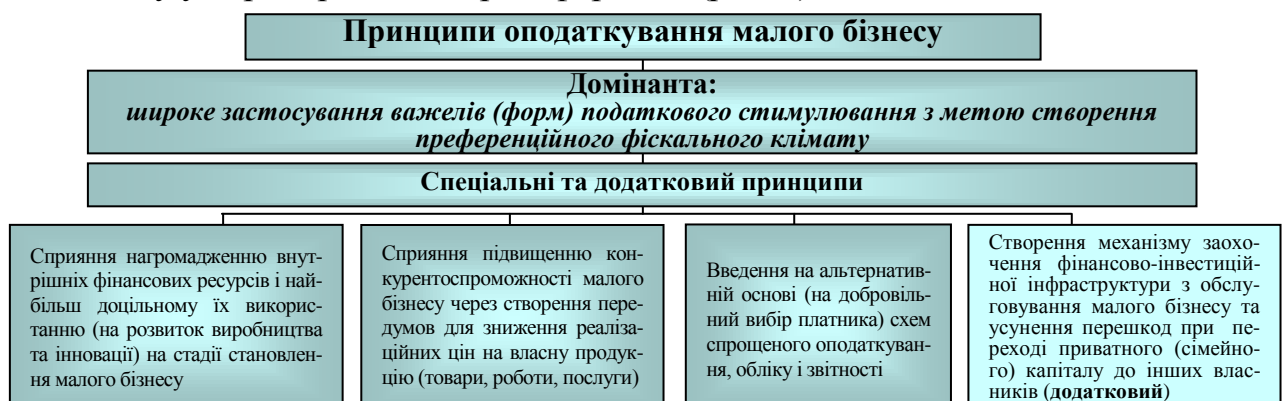 Принципи оподаткування малого бізнесу
Домінанта:
широке застосування важелів (форм) податкового стимулювання з метою створення
преференційного фіскального клімату
Спеціальні та додатковий принципи
Сприяння нагромадженню внут-
рішніх фінансових ресурсів і най-
більш доцільному їх викорис-
танню (на розвиток виробництва
та інновації) на стадії становлен-
ня малого бізнесу
Сприяння підвищенню кон-
курентоспроможності малого
бізнесу через створення пере-
думов для зниження реаліза-
ційних цін на власну продук-
цію (товари, роботи, послуги)
Введення на альтернатив-
ній основі (на добровіль-
ний вибір платника) схем
спрощеного оподаткуван-
ня, обліку і звітності
Створення механізму заохо-
чення фінансово-інвестицій-
ної інфраструктури з обслу-
говування малого бізнесу та
усунення перешкод при пе-
реході приватного (сімейно-
го) капіталу до інших влас-
ників (додатковий)